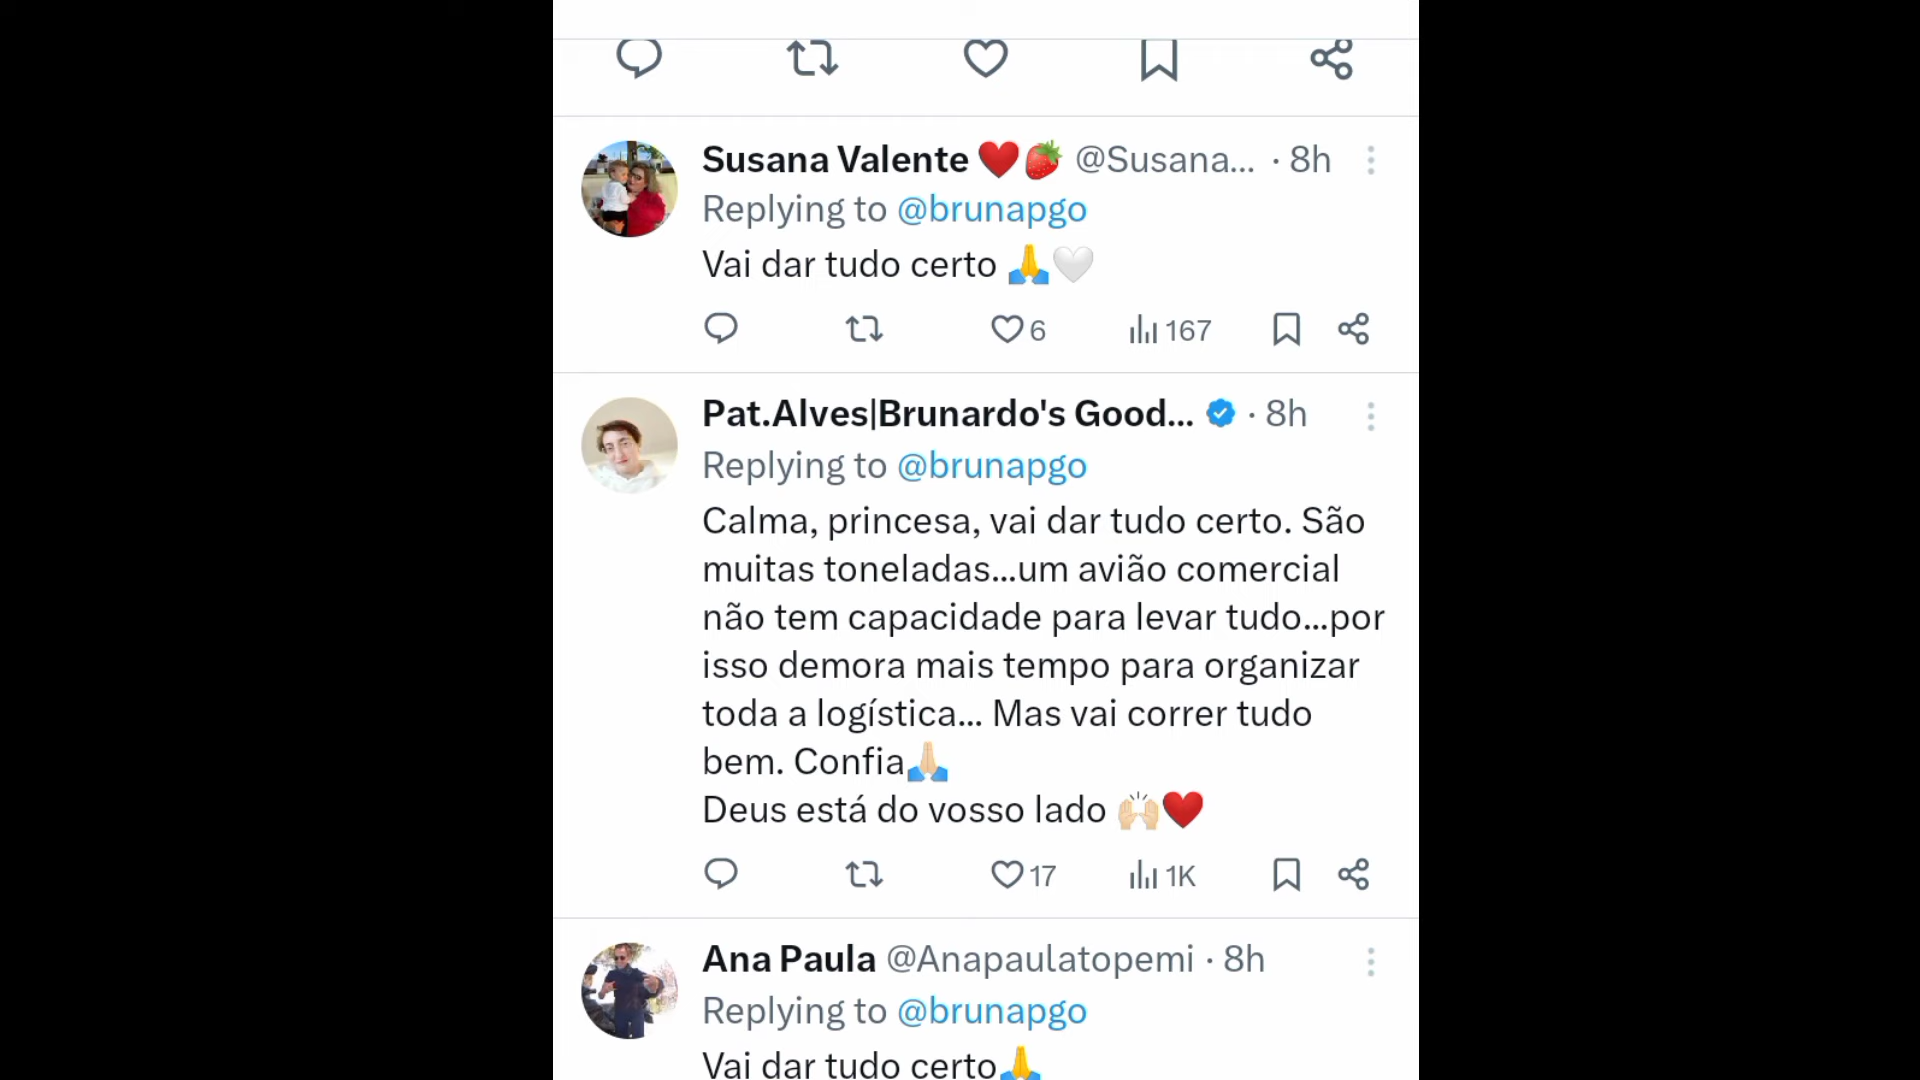 Susana Valente ❤️🍓 @Susana... · 8h
Replying to @brunapgo
Vai dar tudo certo 🙏🤍
6 167
Pat.Alves|Brunardo's Good... · 8h
Replying to @brunapgo
Calma, princesa, vai dar tudo certo. São
muitas toneladas...um avião comercial
não tem capacidade para levar tudo...por
isso demora mais tempo para organizar
toda a logística... Mas vai correr tudo
bem. Confia🙏🏻
Deus está do vosso lado 🙌🏻❤️
17 1K
Ana Paula @Anapaulatopemi · 8h
Replying to @brunapgo
Vai dar tudo certo🙏